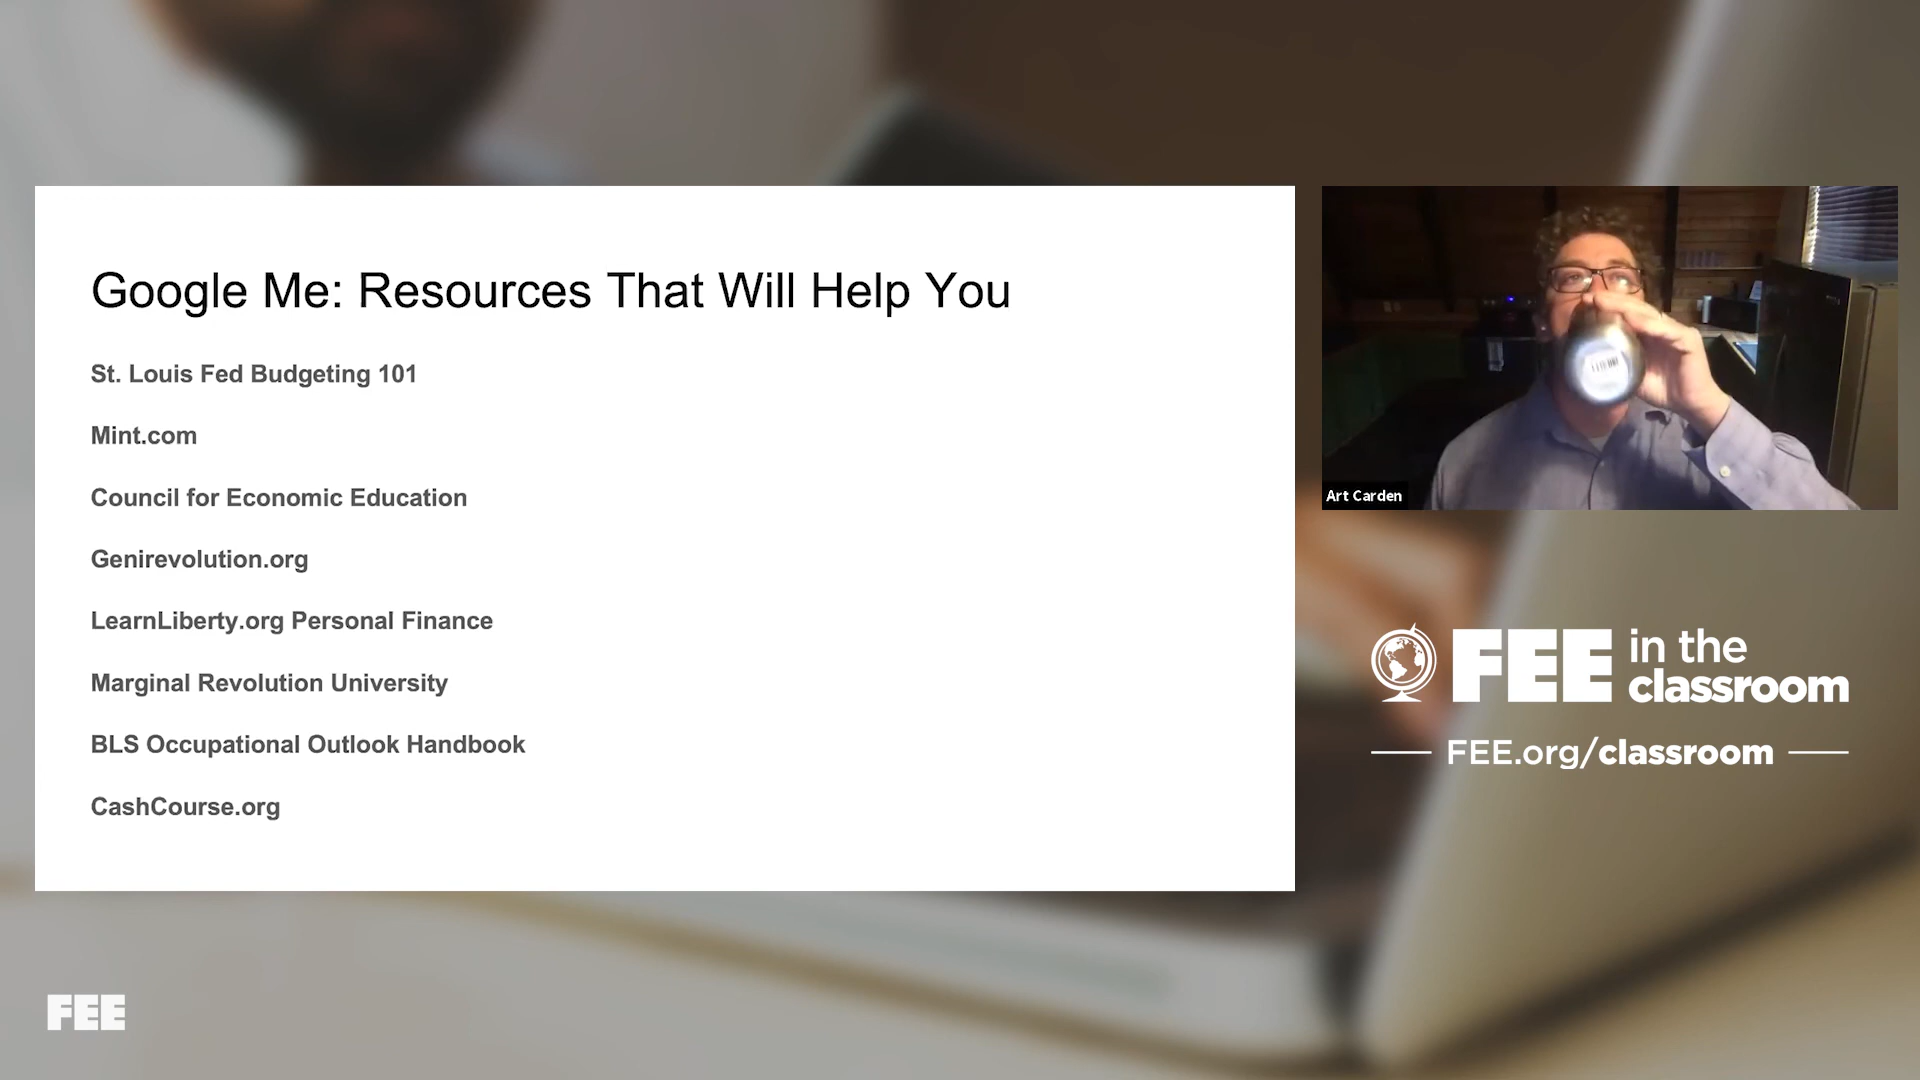 Google Me: Resources That Will Help You
St. Louis Fed Budgeting 101
Mint.com
Council for Economic Education
Genirevolution.org
LearnLiberty.org Personal Finance
Marginal Revolution University
BLS Occupational Outlook Handbook
CashCourse.org
Art Carden
FEE in the
classroom
FEE.org/classroom
FEE